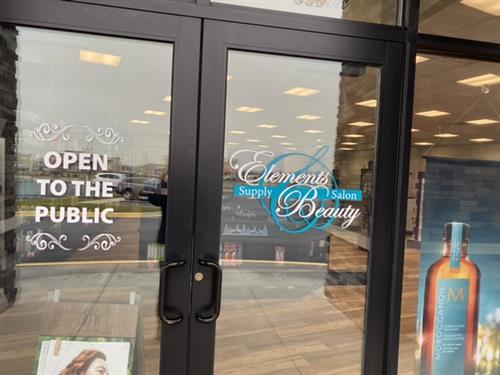 OPEN
TO THE
PUBLIC
Elements
Supply & Salon
Beauty
M
MOROCCANOIL